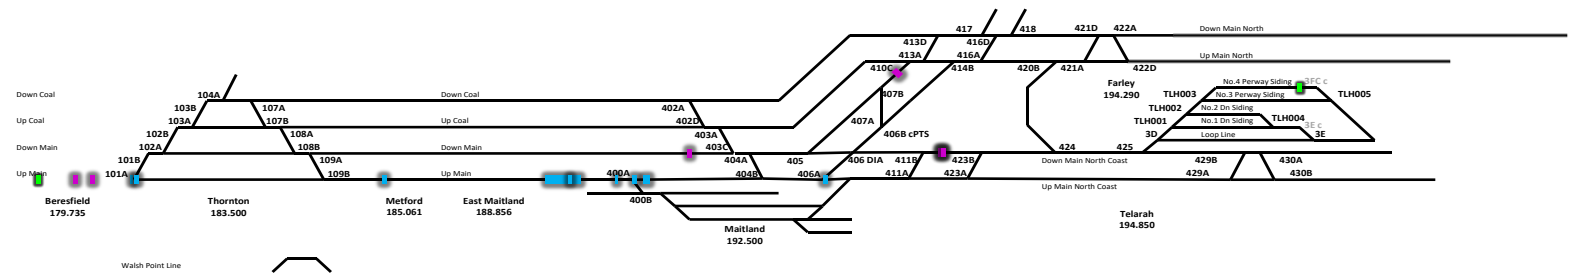 417 418 421D 422A Down Main North
413D 416D
413A 416A Up Main North
410C 414B 420B 421A 422D
Farley No.4 Perway Siding 3FC c
194.290 TLH003 No.3 Perway Siding TLH005
Down Coal 104A Down Coal 407B
103B 107A 402A TLH002 No.2 Dn Siding
Up Coal 103A 107B Up Coal 402D 407A TLH001 No.1 Dn Siding TLH004
102B 108A 403A 406B cPTS 3D Loop Line 3E c
3E
Down Main 102A 108B Down Main 403C 424 425
101B 109A 404A 405 406 DIA 411B 423B Down Main North Coast 429B 430A
Up Main 101A 109B Up Main 400A 404B 406A 411A 423A 429A 430B
Up Main North Coast
400B
Beresfield Thornton Metford East Maitland
179.735 183.500 185.061 188.856
Maitland Telarah
192.500 194.850
Walsh Point Line